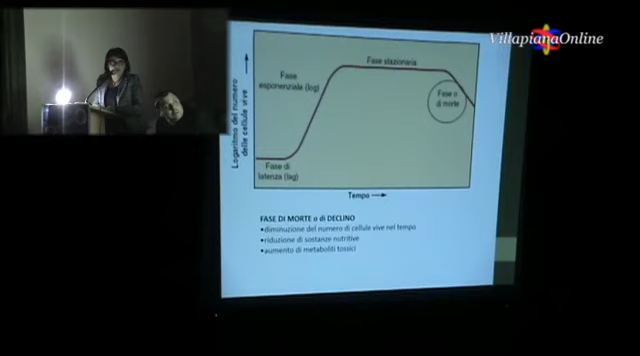 VillapianaOnline
Logaritmo del numero
delle cellule vive
Fase
esponenziale (log)
Fase stazionaria
Fase o
di morte
Fase di
latenza (lag)
Tempo
FASE DI MORTE o di DECLINO
•diminuzione del numero di cellule vive nel tempo
•riduzione di sostanze nutritive
•aumento di metaboliti tossici